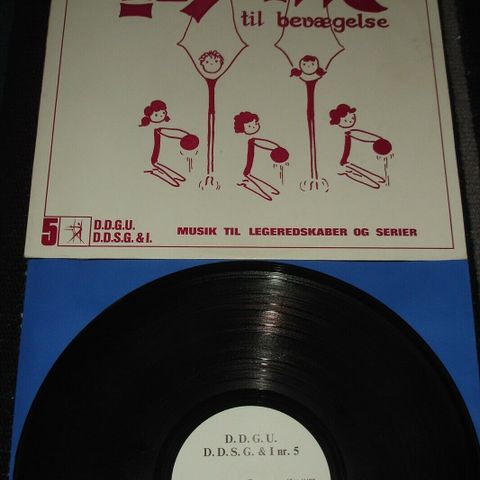 til bevægelse
5
D.D.G.U.
D.D.S.G. & I.
MUSIK TIL LEGEREDSKABER OG SERIER
D. D. G. U.
D. D. S. G. & I nr. 5